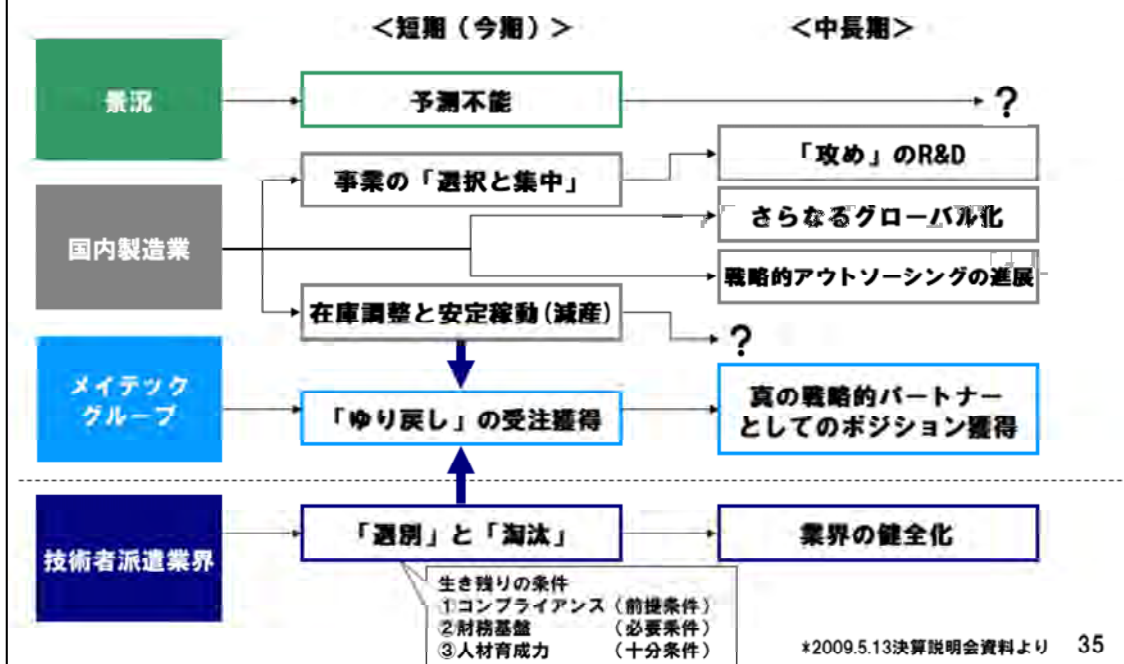 ＜短期（今期）＞
＜中長期＞
景況
予測不能
?
国内製造業
事業の「選択と集中」
「攻め」のR&D
さらなるグローバル化
戦略的アウトソーシングの進展
在庫調整と安定稼動(減産)
?
メイテック
グループ
「ゆり戻し」の受注獲得
真の戦略的パートナー
としてのポジション獲得
技術者派遣業界
「選別」と「淘汰」
業界の健全化
生き残りの条件
①コンプライアンス（前提条件）
②財務基盤　　　　（必要条件）
③人材育成力　　　（十分条件）
*2009.5.13決算説明会資料より
35